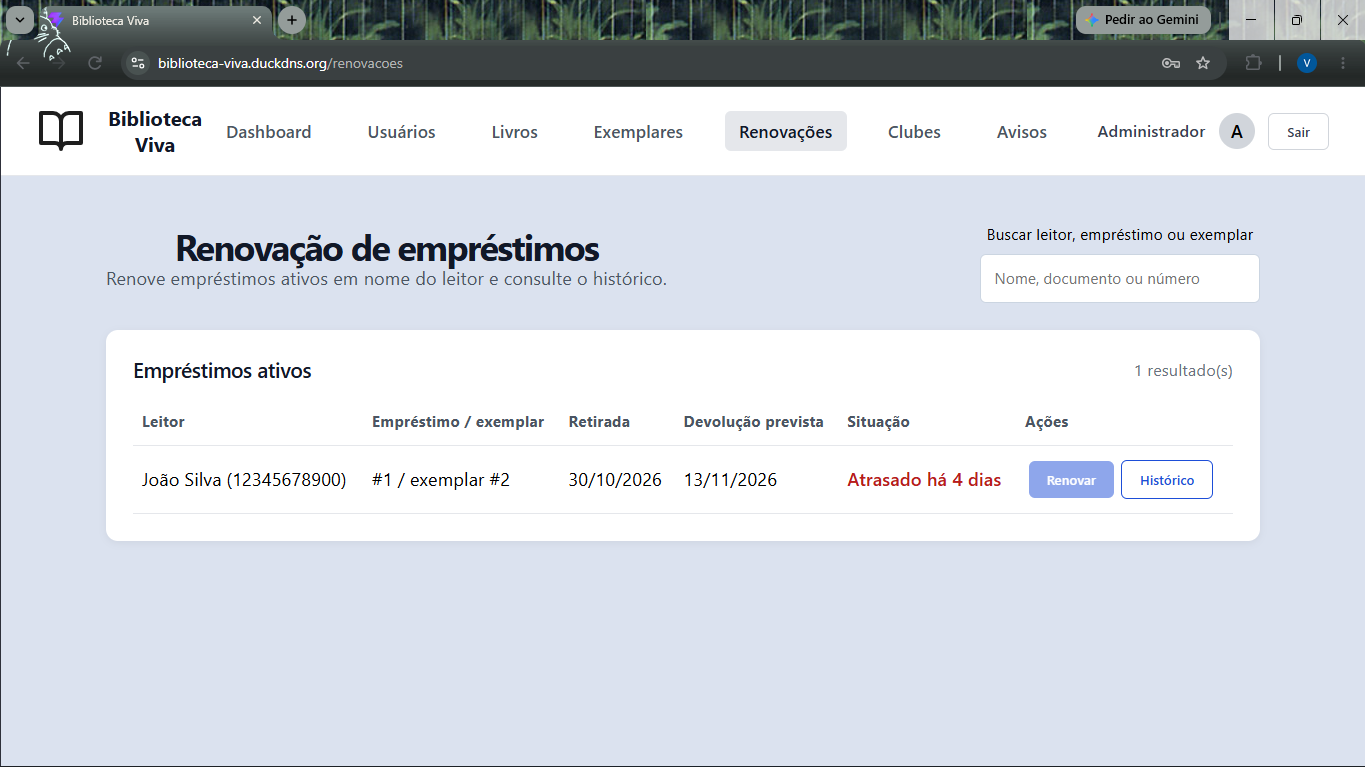 Biblioteca Viva
Pedir ao Gemini
biblioteca-viva.duckdns.org/renovacoes
V
Biblioteca
Viva
Dashboard
Usuários
Livros
Exemplares
Renovações
Clubes
Avisos
Administrador
A
Sair
Renovação de empréstimos
Renove empréstimos ativos em nome do leitor e consulte o histórico.
Buscar leitor, empréstimo ou exemplar
Nome, documento ou número
Empréstimos ativos
1 resultado(s)
Leitor Empréstimo / exemplar Retirada Devolução prevista Situação Ações
João Silva (12345678900) #1 / exemplar #2 30/10/2026 13/11/2026 Atrasado há 4 dias Renovar Histórico